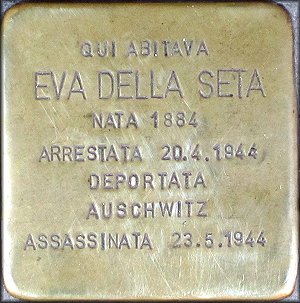 QUI ABITAVA
EVA DELLA SETA
NATA 1884
ARRESTATA 20.4.1944
DEPORTATA
AUSCHWITZ
ASSASSINATA 23.5.1944